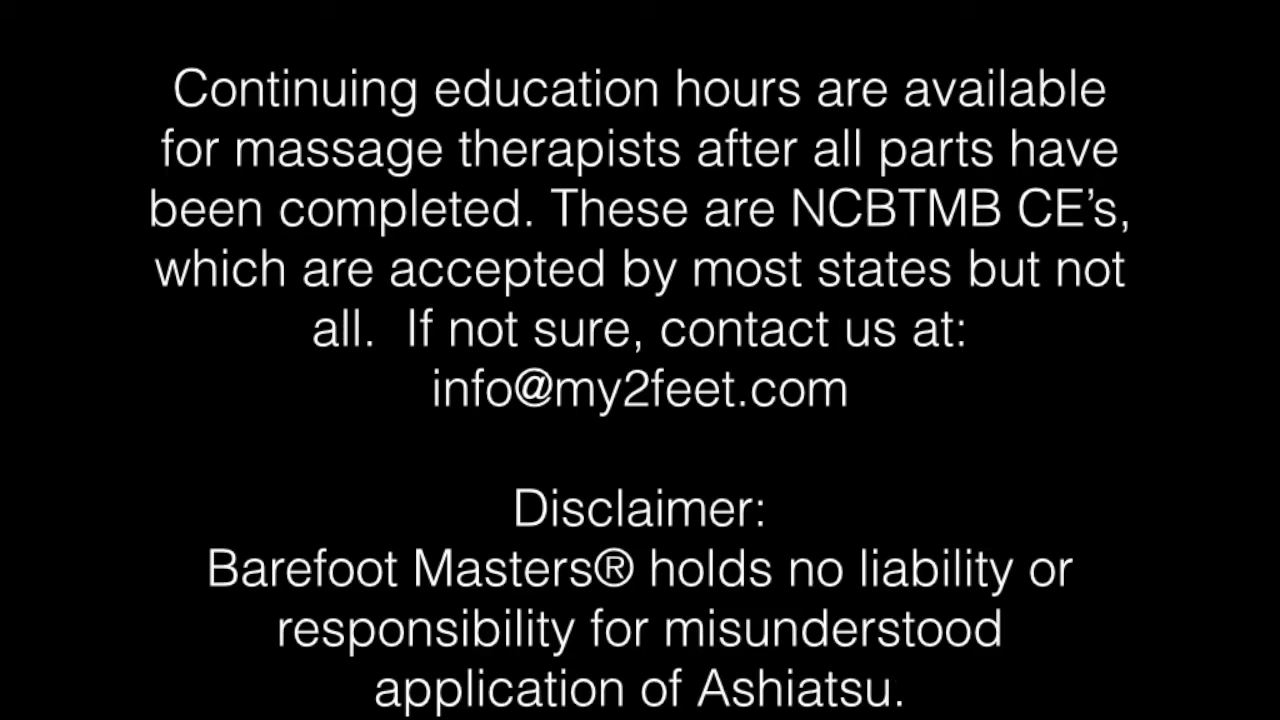 Continuing education hours are available
for massage therapists after all parts have
been completed. These are NCBTMB CE’s,
which are accepted by most states but not
all.  If not sure, contact us at:
info@my2feet.com
Disclaimer:
Barefoot Masters® holds no liability or
responsibility for misunderstood
application of Ashiatsu.